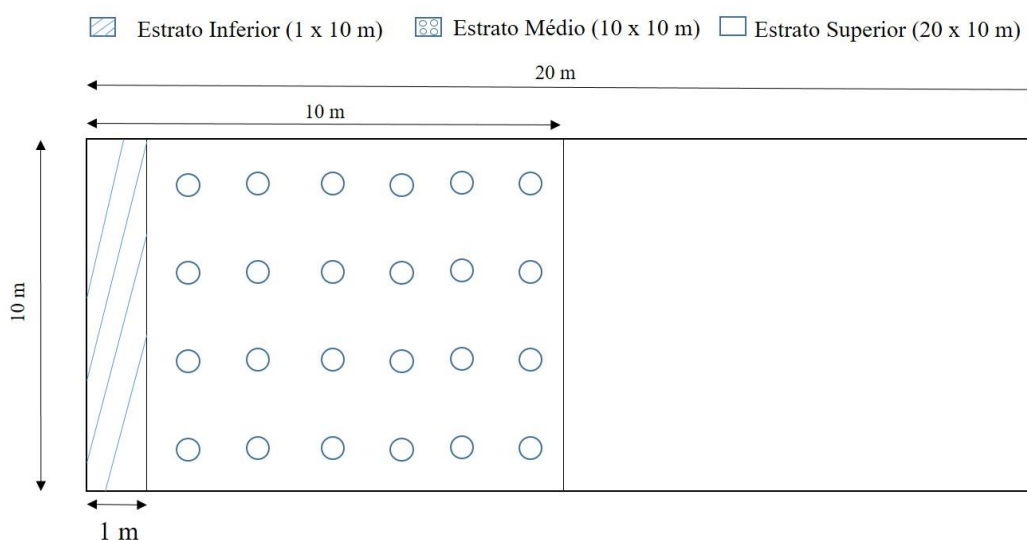 Estrato Inferior (1 x 10 m) Estrato Médio (10 x 10 m) Estrato Superior (20 x 10 m)
20 m
10 m
10 m
1 m